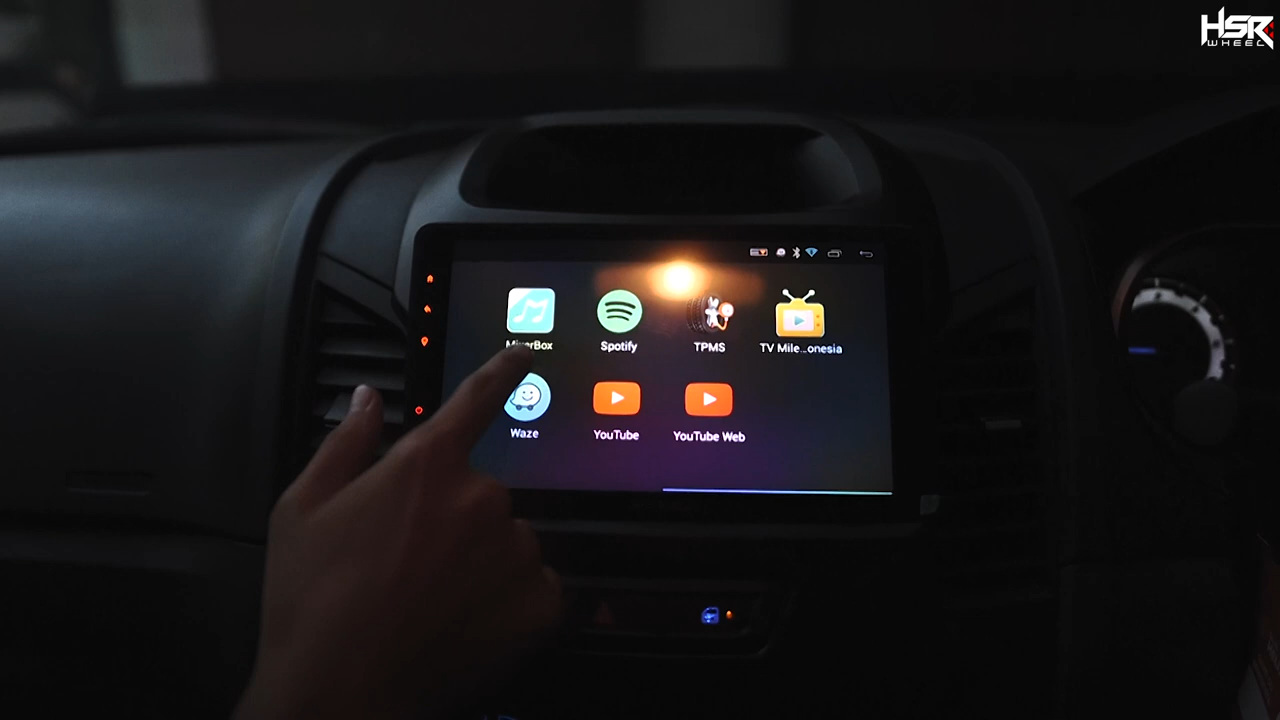 HSR
WHEEL
MixerBox
Spotify
TPMS
TV Mile...onesia
Waze
YouTube
YouTube Web